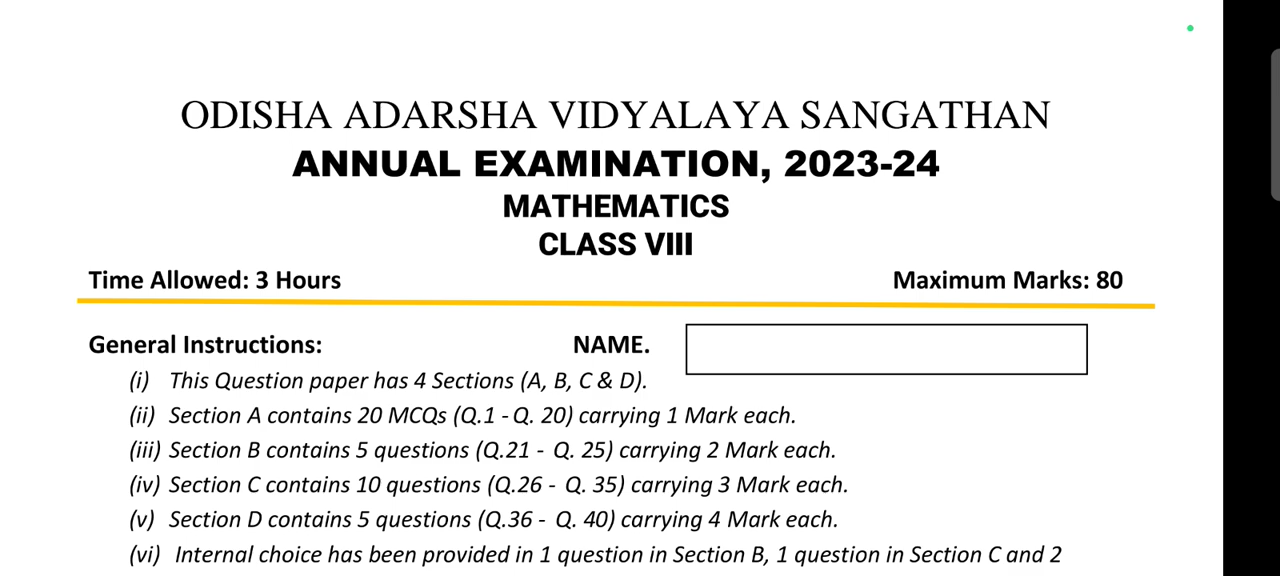 ODISHA ADARSHA VIDYALAYA SANGATHAN
ANNUAL EXAMINATION, 2023-24
MATHEMATICS
CLASS VIII
Time Allowed: 3 Hours Maximum Marks: 80
General Instructions: NAME.
(i) This Question paper has 4 Sections (A, B, C & D).
(ii) Section A contains 20 MCQs (Q.1 - Q. 20) carrying 1 Mark each.
(iii) Section B contains 5 questions (Q.21 - Q. 25) carrying 2 Mark each.
(iv) Section C contains 10 questions (Q.26 - Q. 35) carrying 3 Mark each.
(v) Section D contains 5 questions (Q.36 - Q. 40) carrying 4 Mark each.
(vi) Internal choice has been provided in 1 question in Section B, 1 question in Section C and 2